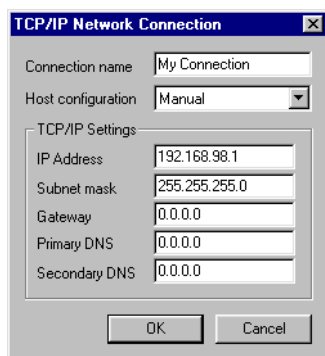 TCP/IP Network Connection
Connection name My Connection
Host configuration Manual
TCP/IP Settings
IP Address 192.168.98.1
Subnet mask 255.255.255.0
Gateway 0.0.0.0
Primary DNS 0.0.0.0
Secondary DNS 0.0.0.0
OK Cancel